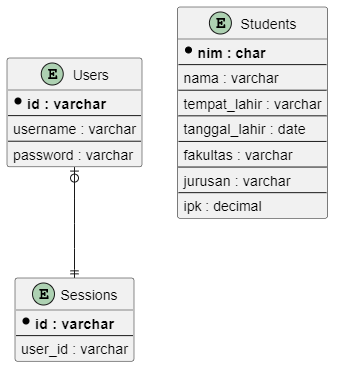 E Users
id : varchar
username : varchar
password : varchar
E Students
nim : char
nama : varchar
tempat_lahir : varchar
tanggal_lahir : date
fakultas : varchar
jurusan : varchar
ipk : decimal
E Sessions
id : varchar
user_id : varchar